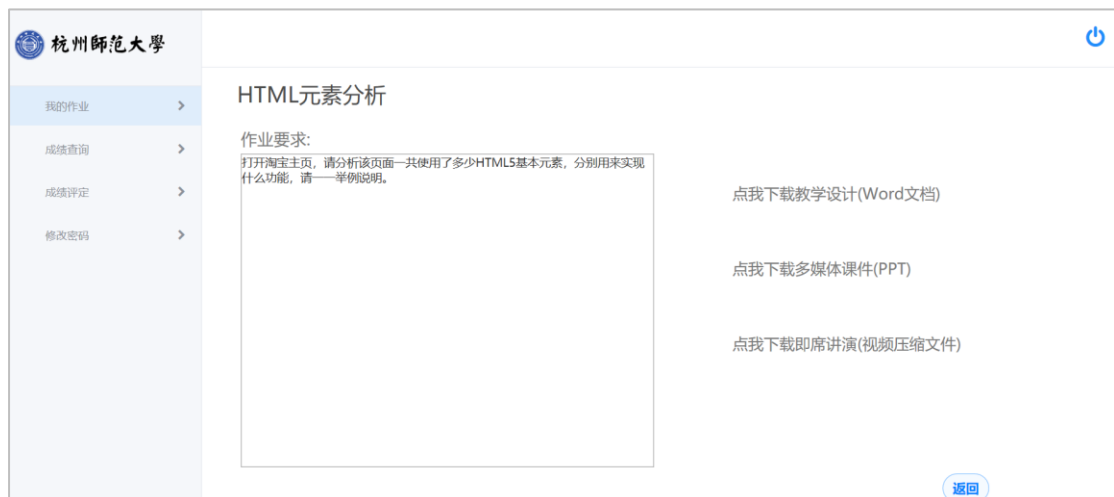 杭州師范大學
我的作业
成绩查询
成绩评定
修改密码
HTML元素分析
作业要求:
打开淘宝主页，请分析该页面一共使用了多少HTML5基本元素，分别用来实现
什么功能，请一一举例说明。
点我下载教学设计(Word文档)
点我下载多媒体课件(PPT)
点我下载即席讲演(视频压缩文件)
返回